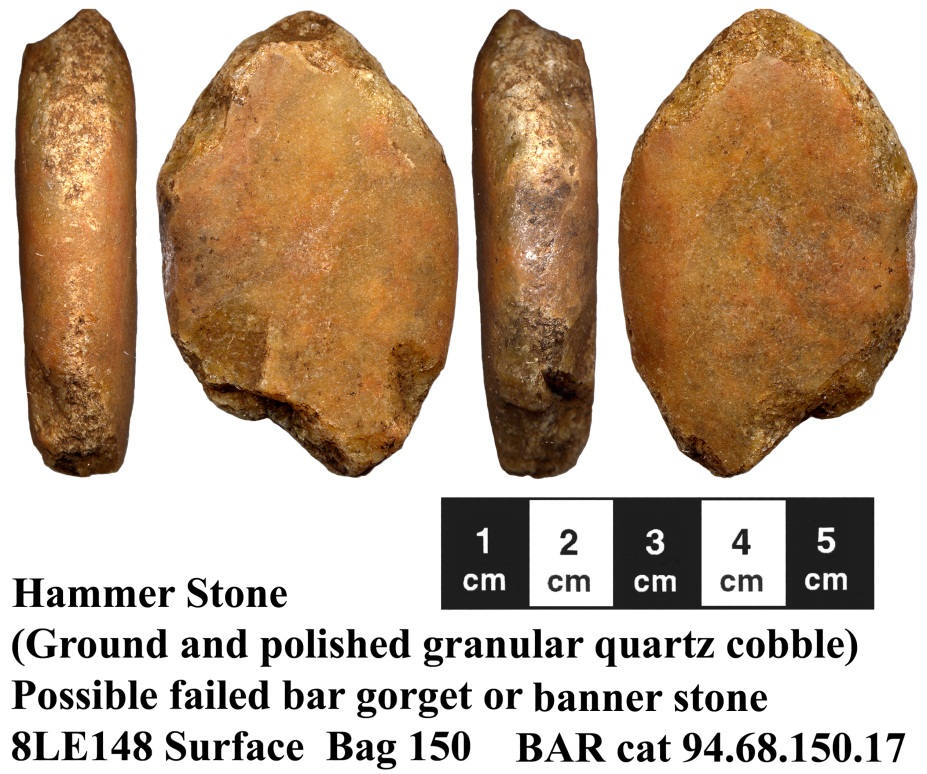 1 2 3 4 5
cm cm cm cm cm
Hammer Stone
(Ground and polished granular quartz cobble)
Possible failed bar gorget or banner stone
8LE148 Surface Bag 150 BAR cat 94.68.150.17